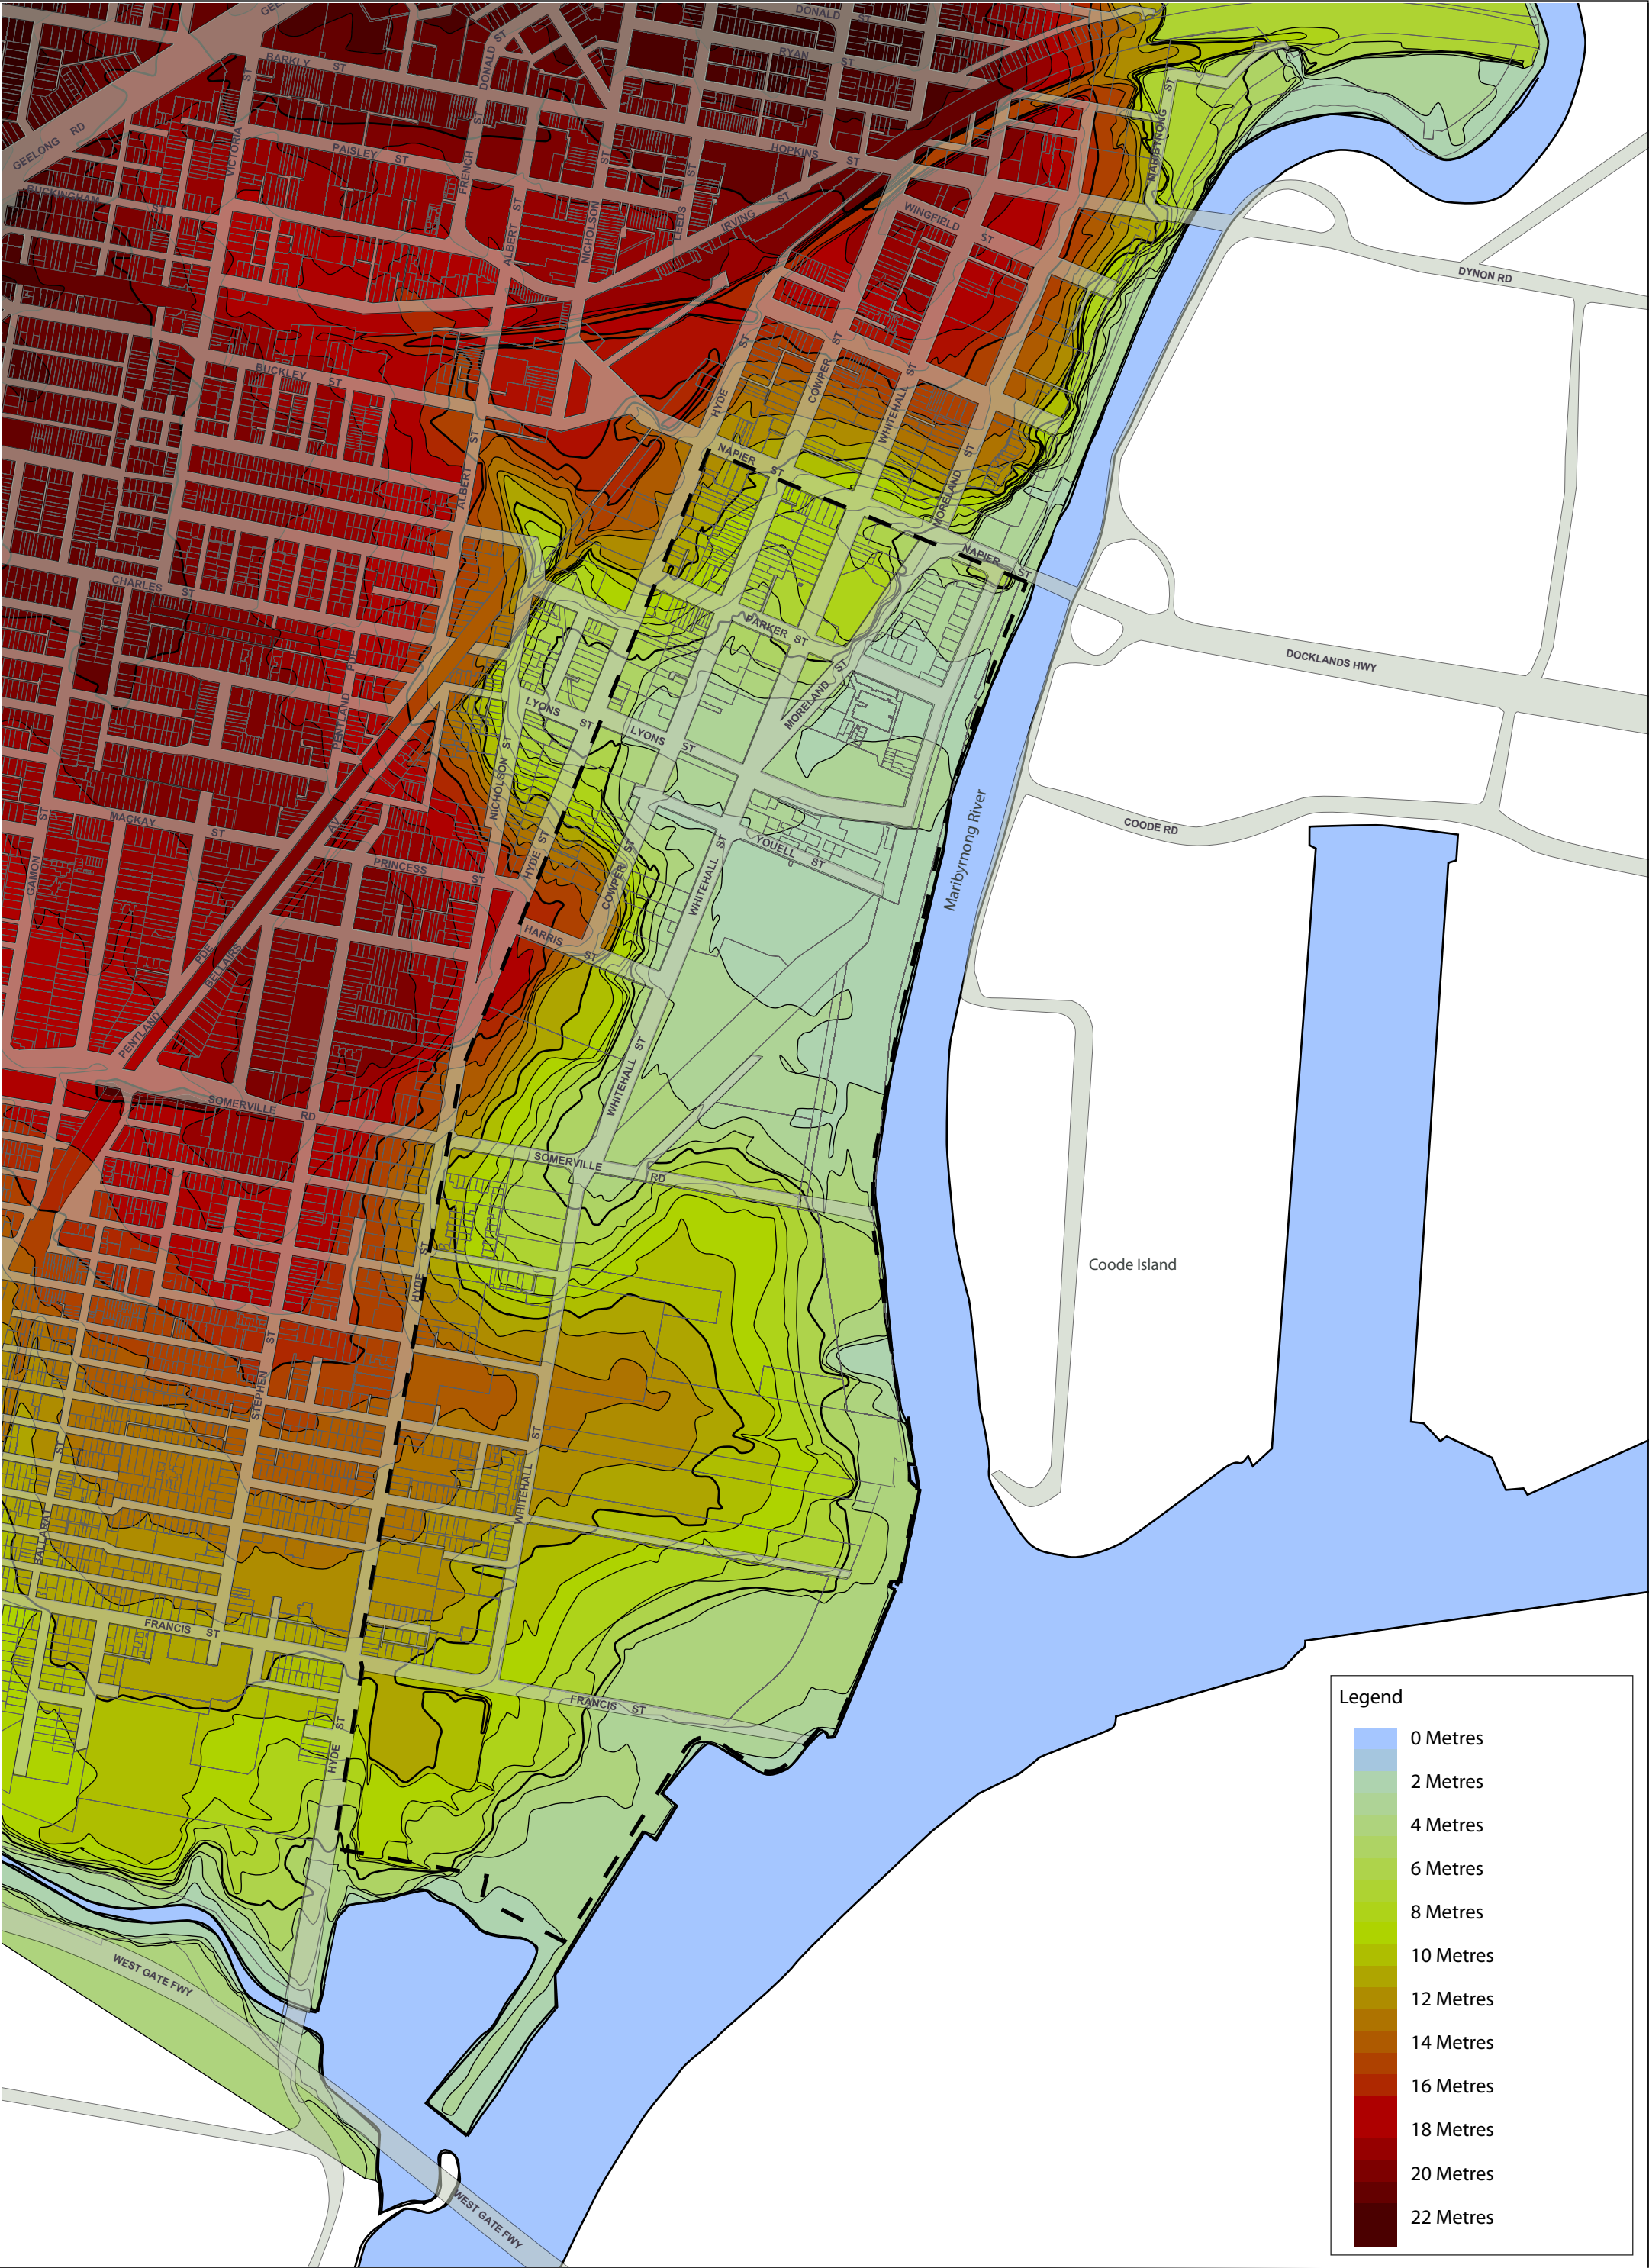 GEE
DONALD ST
RYAN ST
BARKLY ST
DONALD ST
GEELONG RD
VICTORIA ST
PAISLEY ST
FRENCH ST
HOPKINS ST
MARIBYRNONG ST
BUCKINGHAM ST
ALBERT ST
NICHOLSON ST
LEEDS ST
IRVING ST
WINGFIELD ST
DYNON RD
BUCKLEY ST
HYDE ST
COWPER ST
WHITEHALL ST
MORELAND ST
ALBERT ST
NAPIER ST
NAPIER ST
CHARLES ST
PARKER ST
DOCKLANDS HWY
PENTLAND PDE
LYONS ST
LYONS ST
MORELAND ST
NICHOLSON ST
MACKAY ST
AV
PRINCESS ST
HYDE ST
COWPER ST
WHITEHALL ST
YOUELL ST
COODE RD
Maribyrnong River
GAMON ST
HARRIS ST
PENTLAND PDE
BELLAIRS
WHITEHALL ST
SOMERVILLE RD
SOMERVILLE RD
HYDE ST
Coode Island
STEPHEN ST
WHITEHALL ST
BALLARAT ST
FRANCIS ST
FRANCIS ST
HYDE ST
WEST GATE FWY
WEST GATE FWY
Legend
0 Metres
2 Metres
4 Metres
6 Metres
8 Metres
10 Metres
12 Metres
14 Metres
16 Metres
18 Metres
20 Metres
22 Metres